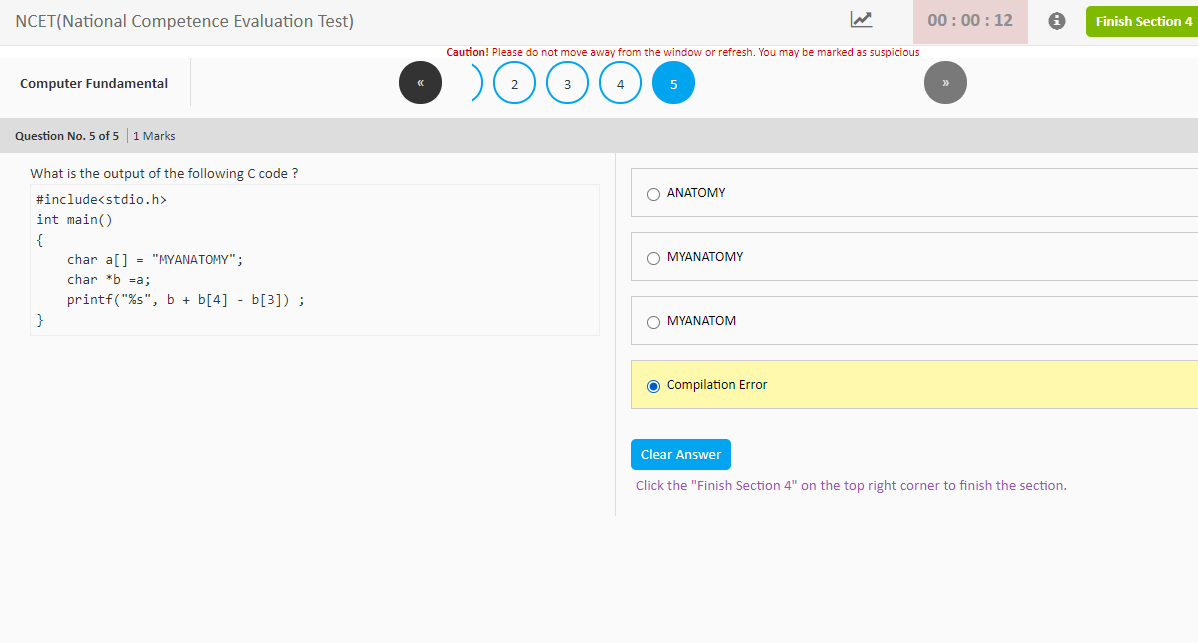 NCET(National Competence Evaluation Test)
00 : 00 : 12
Finish Section 4
Caution! Please do not move away from the window or refresh. You may be marked as suspicious
Computer Fundamental
«
2
3
4
5
»
Question No. 5 of 5
1 Marks
What is the output of the following C code ?
#include<stdio.h>
int main()
{
    char a[] = "MYANATOMY";
    char *b =a;
    printf("%s", b + b[4] - b[3]) ;
}
ANATOMY
MYANATOMY
MYANATOM
Compilation Error
Clear Answer
Click the "Finish Section 4" on the top right corner to finish the section.